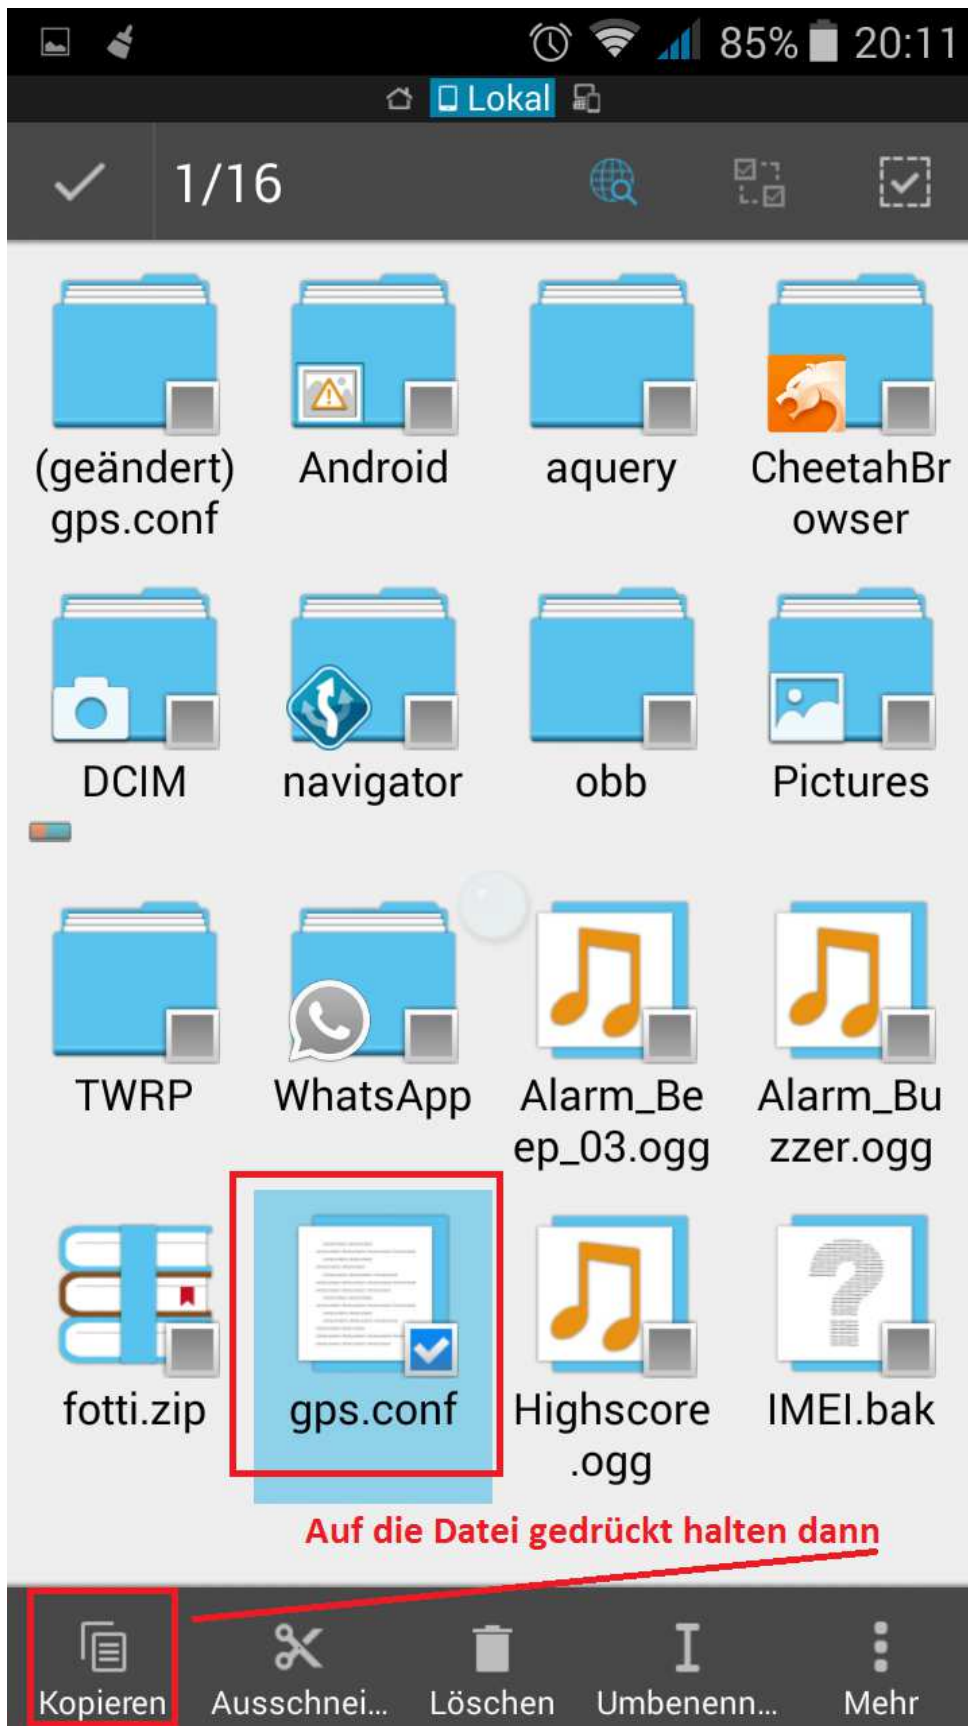 85% 20:11
Lokal
1/16
(geändert) Android aquery CheetahBr
gps.conf owser
DCIM navigator obb Pictures
TWRP WhatsApp Alarm_Be Alarm_Bu
ep_03.ogg zzer.ogg
fotti.zip gps.conf Highscore IMEI.bak
.ogg
Auf die Datei gedrückt halten dann
Kopieren Ausschnei... Löschen Umbenenn... Mehr